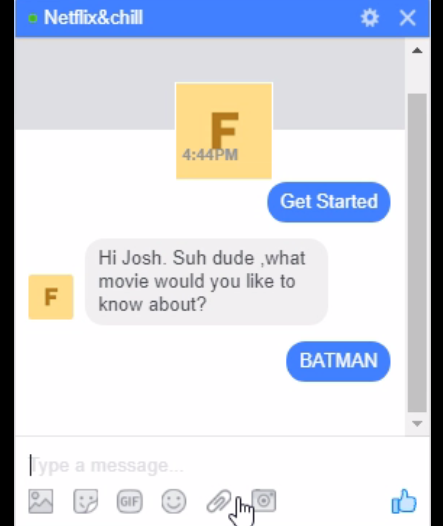 Netflix&chill
F
4:44PM
Get Started
Hi Josh. Suh dude ,what
movie would you like to
know about?
F
BATMAN
Type a message...
GIF